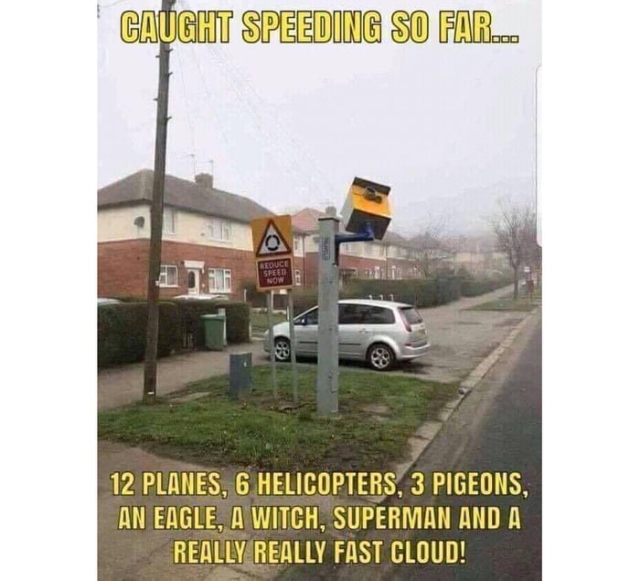 CAUGHT SPEEDING SO FAR...
REDUCE
SPEED
NOW
12 PLANES, 6 HELICOPTERS, 3 PIGEONS,
AN EAGLE, A WITCH, SUPERMAN AND A
REALLY REALLY FAST CLOUD!